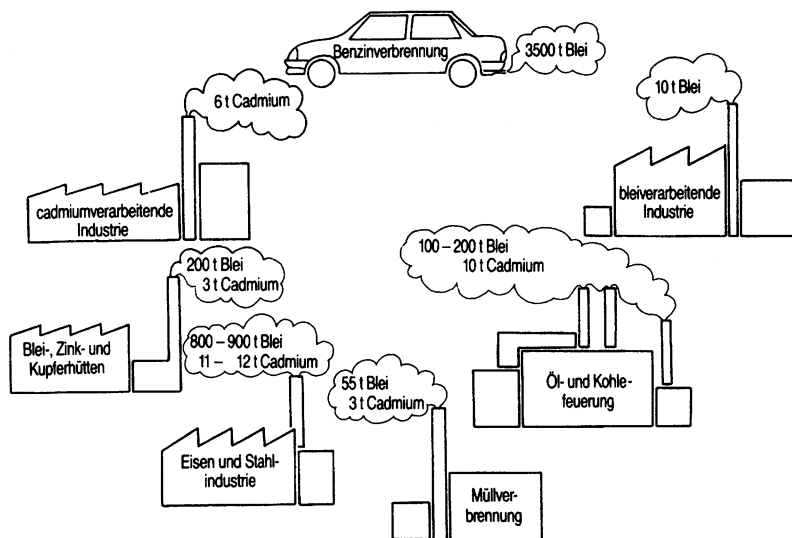 Benzinverbrennung
3500 t Blei
6 t Cadmium
10 t Blei
cadmiumverarbeitende
Industrie
bleiverarbeitende
Industrie
200 t Blei
3 t Cadmium
100 – 200 t Blei
10 t Cadmium
Blei-, Zink- und
Kupferhütten
800 – 900 t Blei
11 – 12 t Cadmium
Öl- und Kohle-
feuerung
55 t Blei
3 t Cadmium
Eisen und Stahl-
industrie
Müllver-
brennung